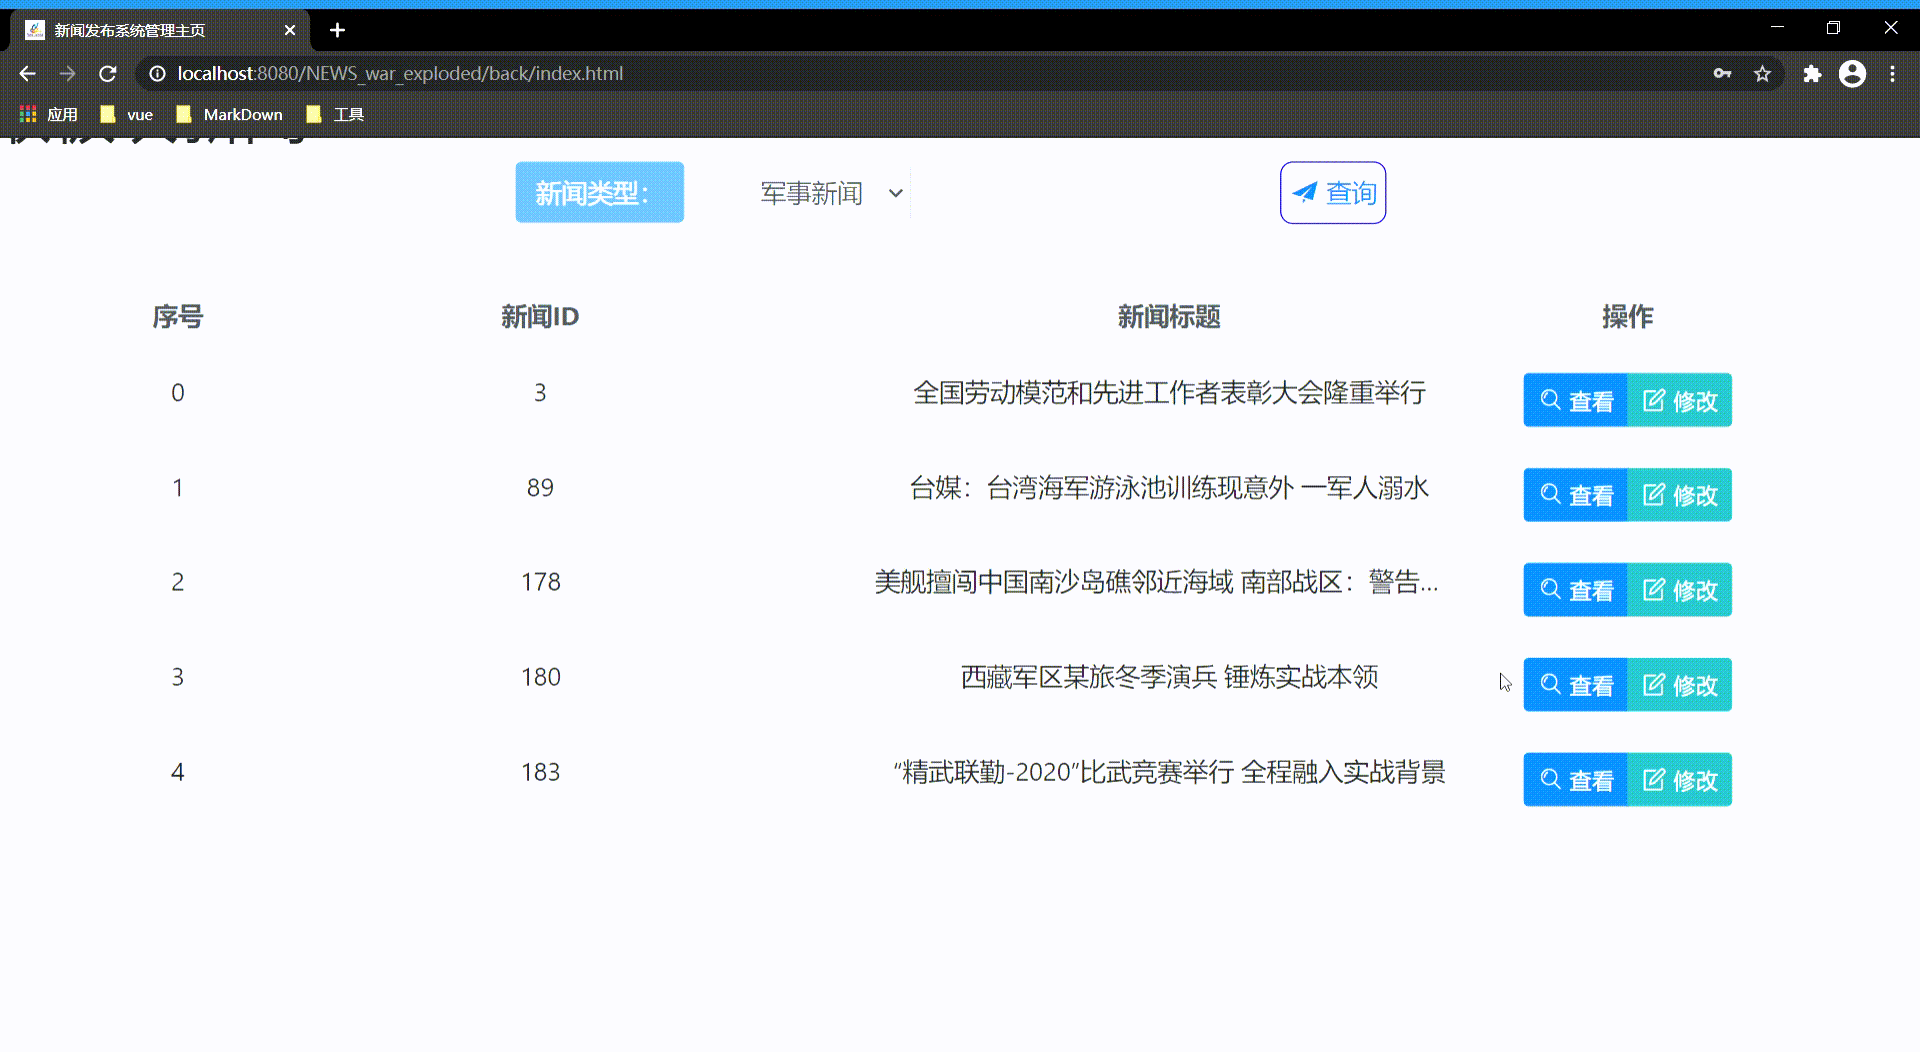 新闻发布系统管理主页
localhost:8080/NEWS_war_exploded/back/index.html
应用 vue MarkDown 工具
新闻类型： 军事新闻 查询
序号 新闻ID 新闻标题 操作
0 3 全国劳动模范和先进工作者表彰大会隆重举行 查看 修改
1 89 台媒：台湾海军游泳池训练现意外 一军人溺水 查看 修改
2 178 美舰擅闯中国南沙岛礁邻近海域 南部战区：警告... 查看 修改
3 180 西藏军区某旅冬季演兵 锤炼实战本领 查看 修改
4 183 "精武联勤-2020"比武竞赛举行 全程融入实战背景 查看 修改